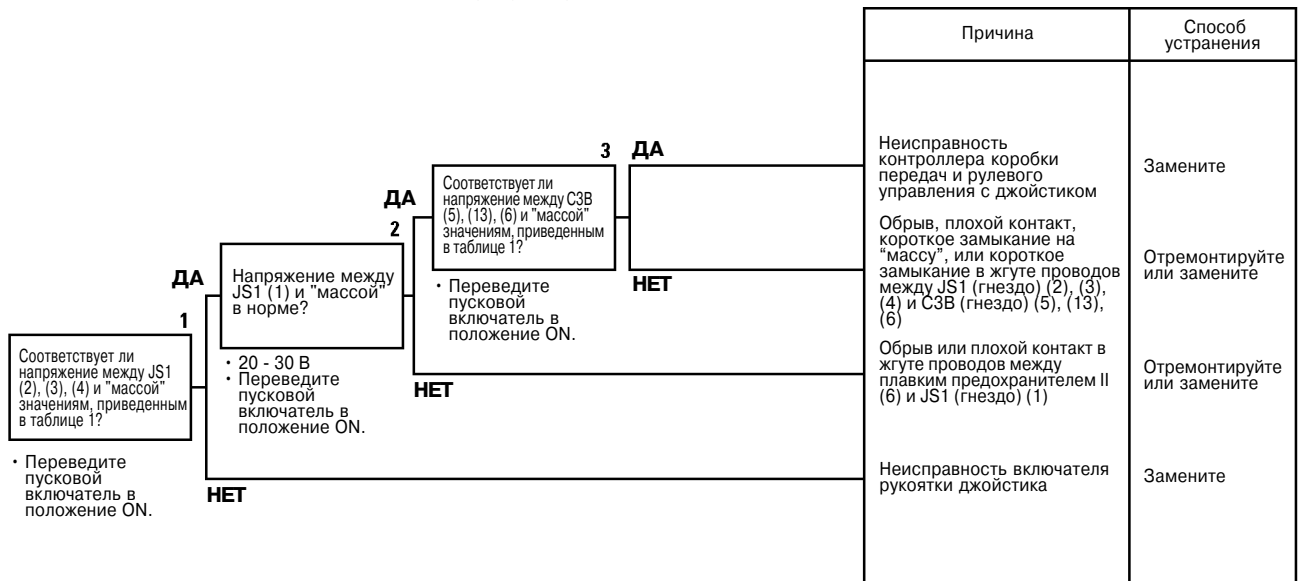 Причина
Способ
устранения
3 ДА
Неисправность
контроллера коробки
передач и рулевого
управления с джойстиком
Замените
ДА
Соответствует ли
напряжение между СЗВ
(5), (13), (6) и "массой"
значениям, приведенным
в таблице 1?
• Переведите
пусковой
включатель в
положение ON.
НЕТ
Обрыв, плохой контакт,
короткое замыкание на
“массу”, или короткое
замыкание в жгуте проводов
между JS1 (гнездо) (2), (3),
(4) и СЗВ (гнездо) (5), (13),
(6)
Отремонтируйте
или замените
2
ДА
Напряжение между
JS1 (1) и "массой"
в норме?
• 20 - 30 В
• Переведите
пусковой
включатель в
положение ON.
НЕТ
Обрыв или плохой контакт в
жгуте проводов между
плавким предохранителем II
(6) и JS1 (гнездо) (1)
Отремонтируйте
или замените
1
Соответствует ли
напряжение между JS1
(2), (3), (4) и "массой"
значениям, приведенным
в таблице 1?
• Переведите
пусковой
включатель в
положение ON.
НЕТ
Неисправность включателя
рукоятки джойстика
Замените